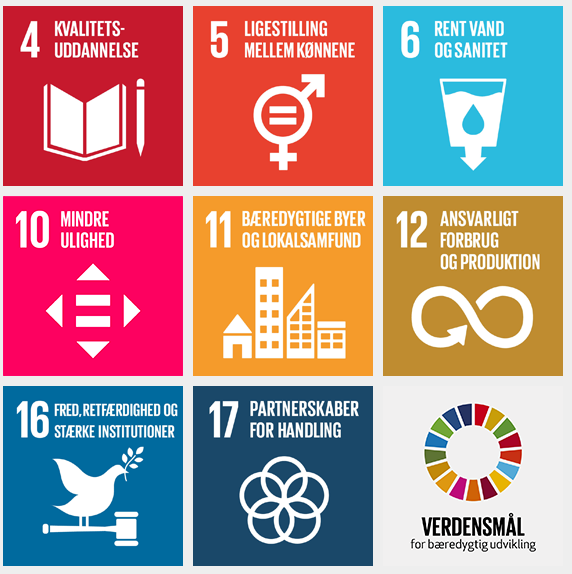 4 KVALITETS-
UDDANNELSE
5 LIGESTILLING
MELLEM KØNNENE
6 RENT VAND
OG SANITET
10 MINDRE
ULIGHED
11 BÆREDYGTIGE BYER
OG LOKALSAMFUND
12 ANSVARLIGT
FORBRUG
OG PRODUKTION
16 FRED, RETFÆRDIGHED OG
STÆRKE INSTITUTIONER
17 PARTNERSKABER
FOR HANDLING
VERDENSMÅL
for bæredygtig udvikling